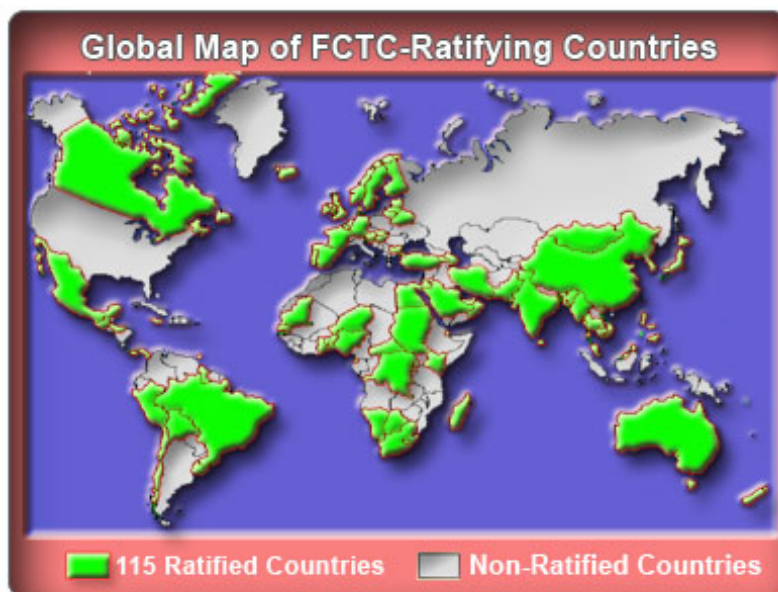 Global Map of FCTC-Ratifying Countries
115 Ratified Countries
Non-Ratified Countries